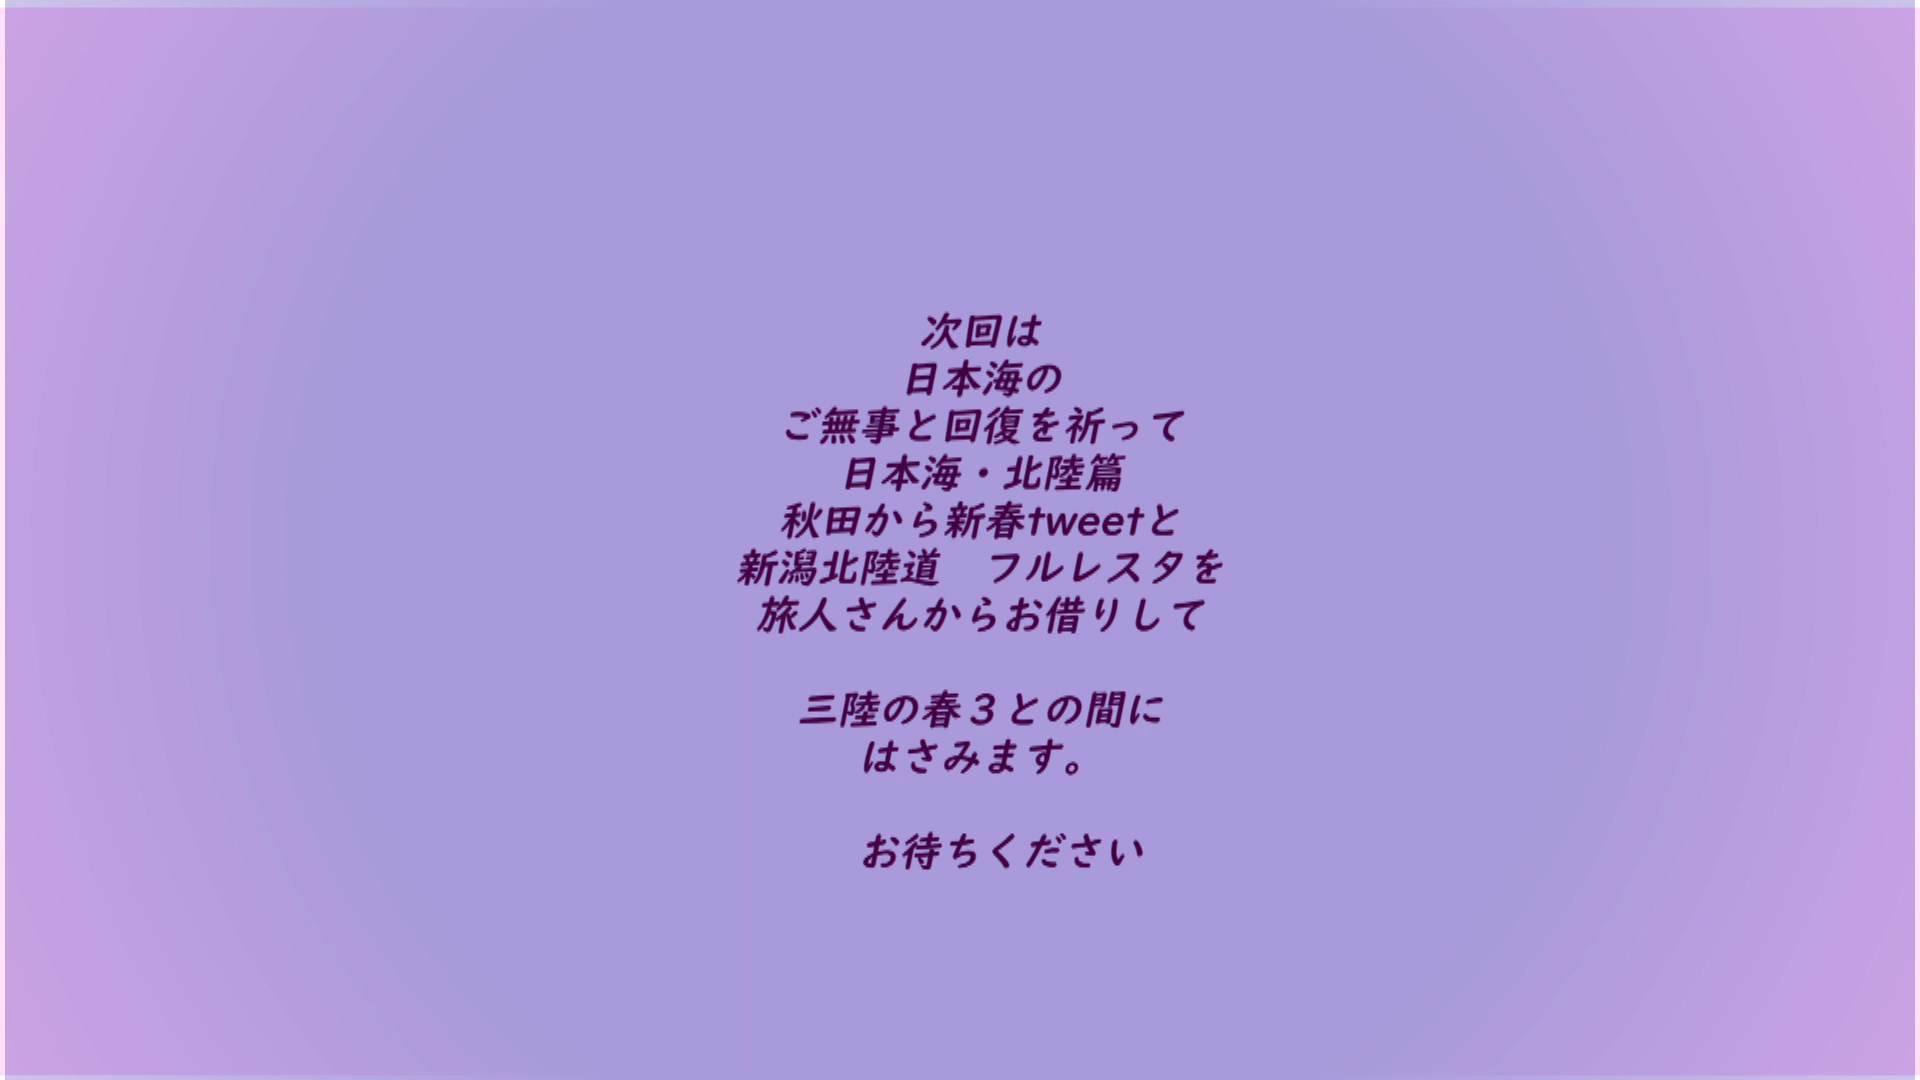 次回は
日本海の
ご無事と回復を祈って
日本海・北陸篇
秋田から新春tweetと
新潟北陸道　フルレスタを
旅人さんからお借りして
三陸の春３との間に
はさみます。
お待ちください